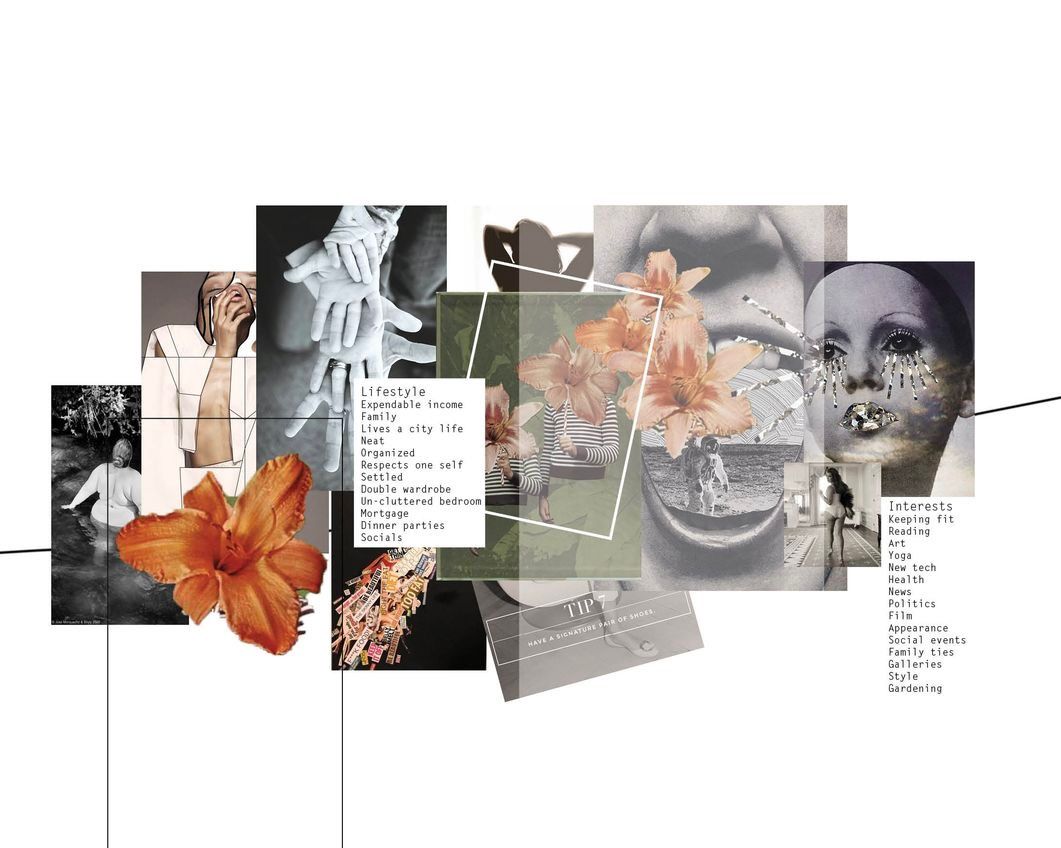 Lifestyle
Expendable income
Family
Lives a city life
Neat
Organized
Respects one self
Settled
Double wardrobe
Un-cluttered bedroom
Mortgage
Dinner parties
Socials
TIP 7
HAVE A SIGNATURE PAIR OF SHOES.
Interests
Keeping fit
Reading
Art
Yoga
New tech
Health
News
Politics
Film
Appearance
Social events
Family ties
Galleries
Style
Gardening